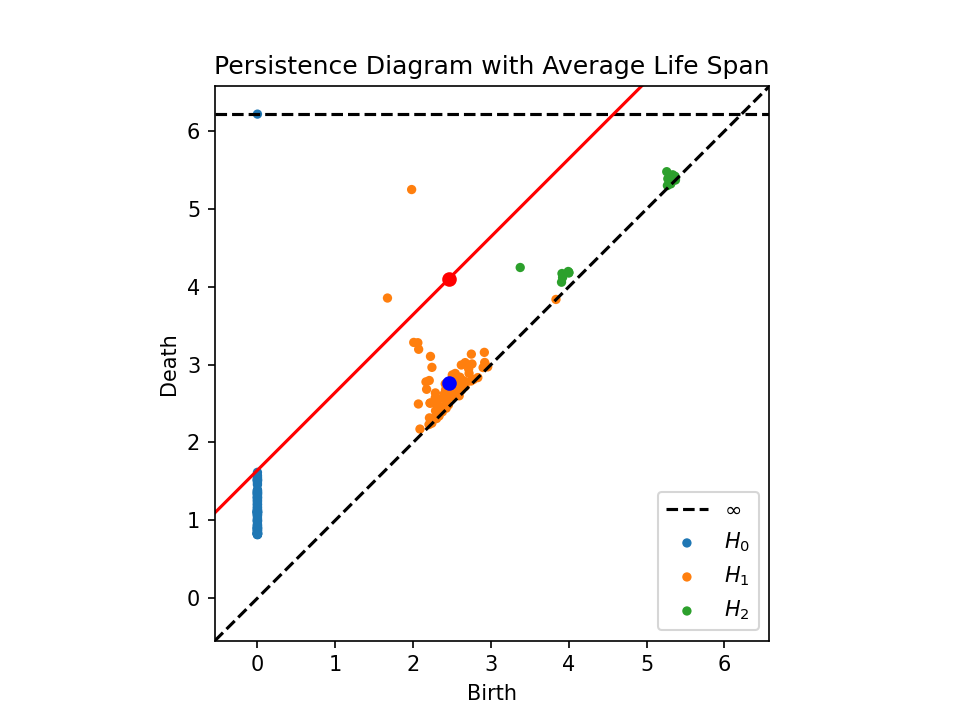 Persistence Diagram with Average Life Span
Death
6
5
4
3
2
1
0
0 1 2 3 4 5 6
Birth
∞
H₀
H₁
H₂